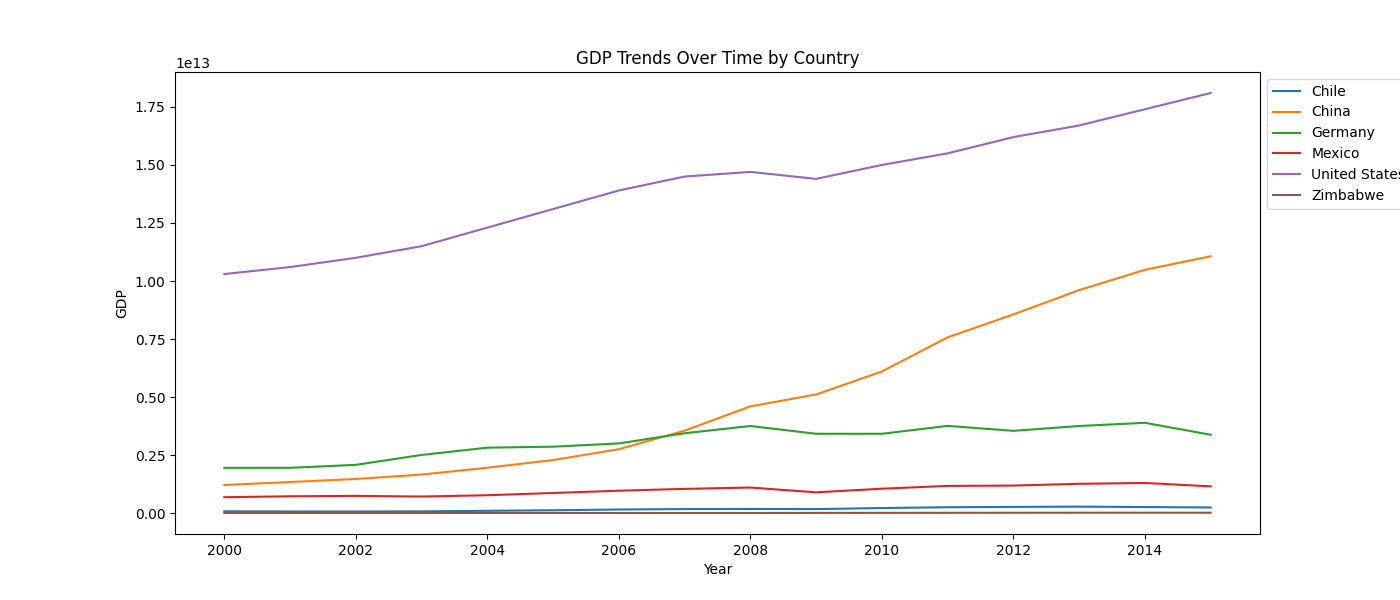 GDP Trends Over Time by Country
1e13
1.75
1.50
1.25
1.00
0.75
0.50
0.25
0.00
GDP
2000 2002 2004 2006 2008 2010 2012 2014
Year
Chile
China
Germany
Mexico
United States
Zimbabwe